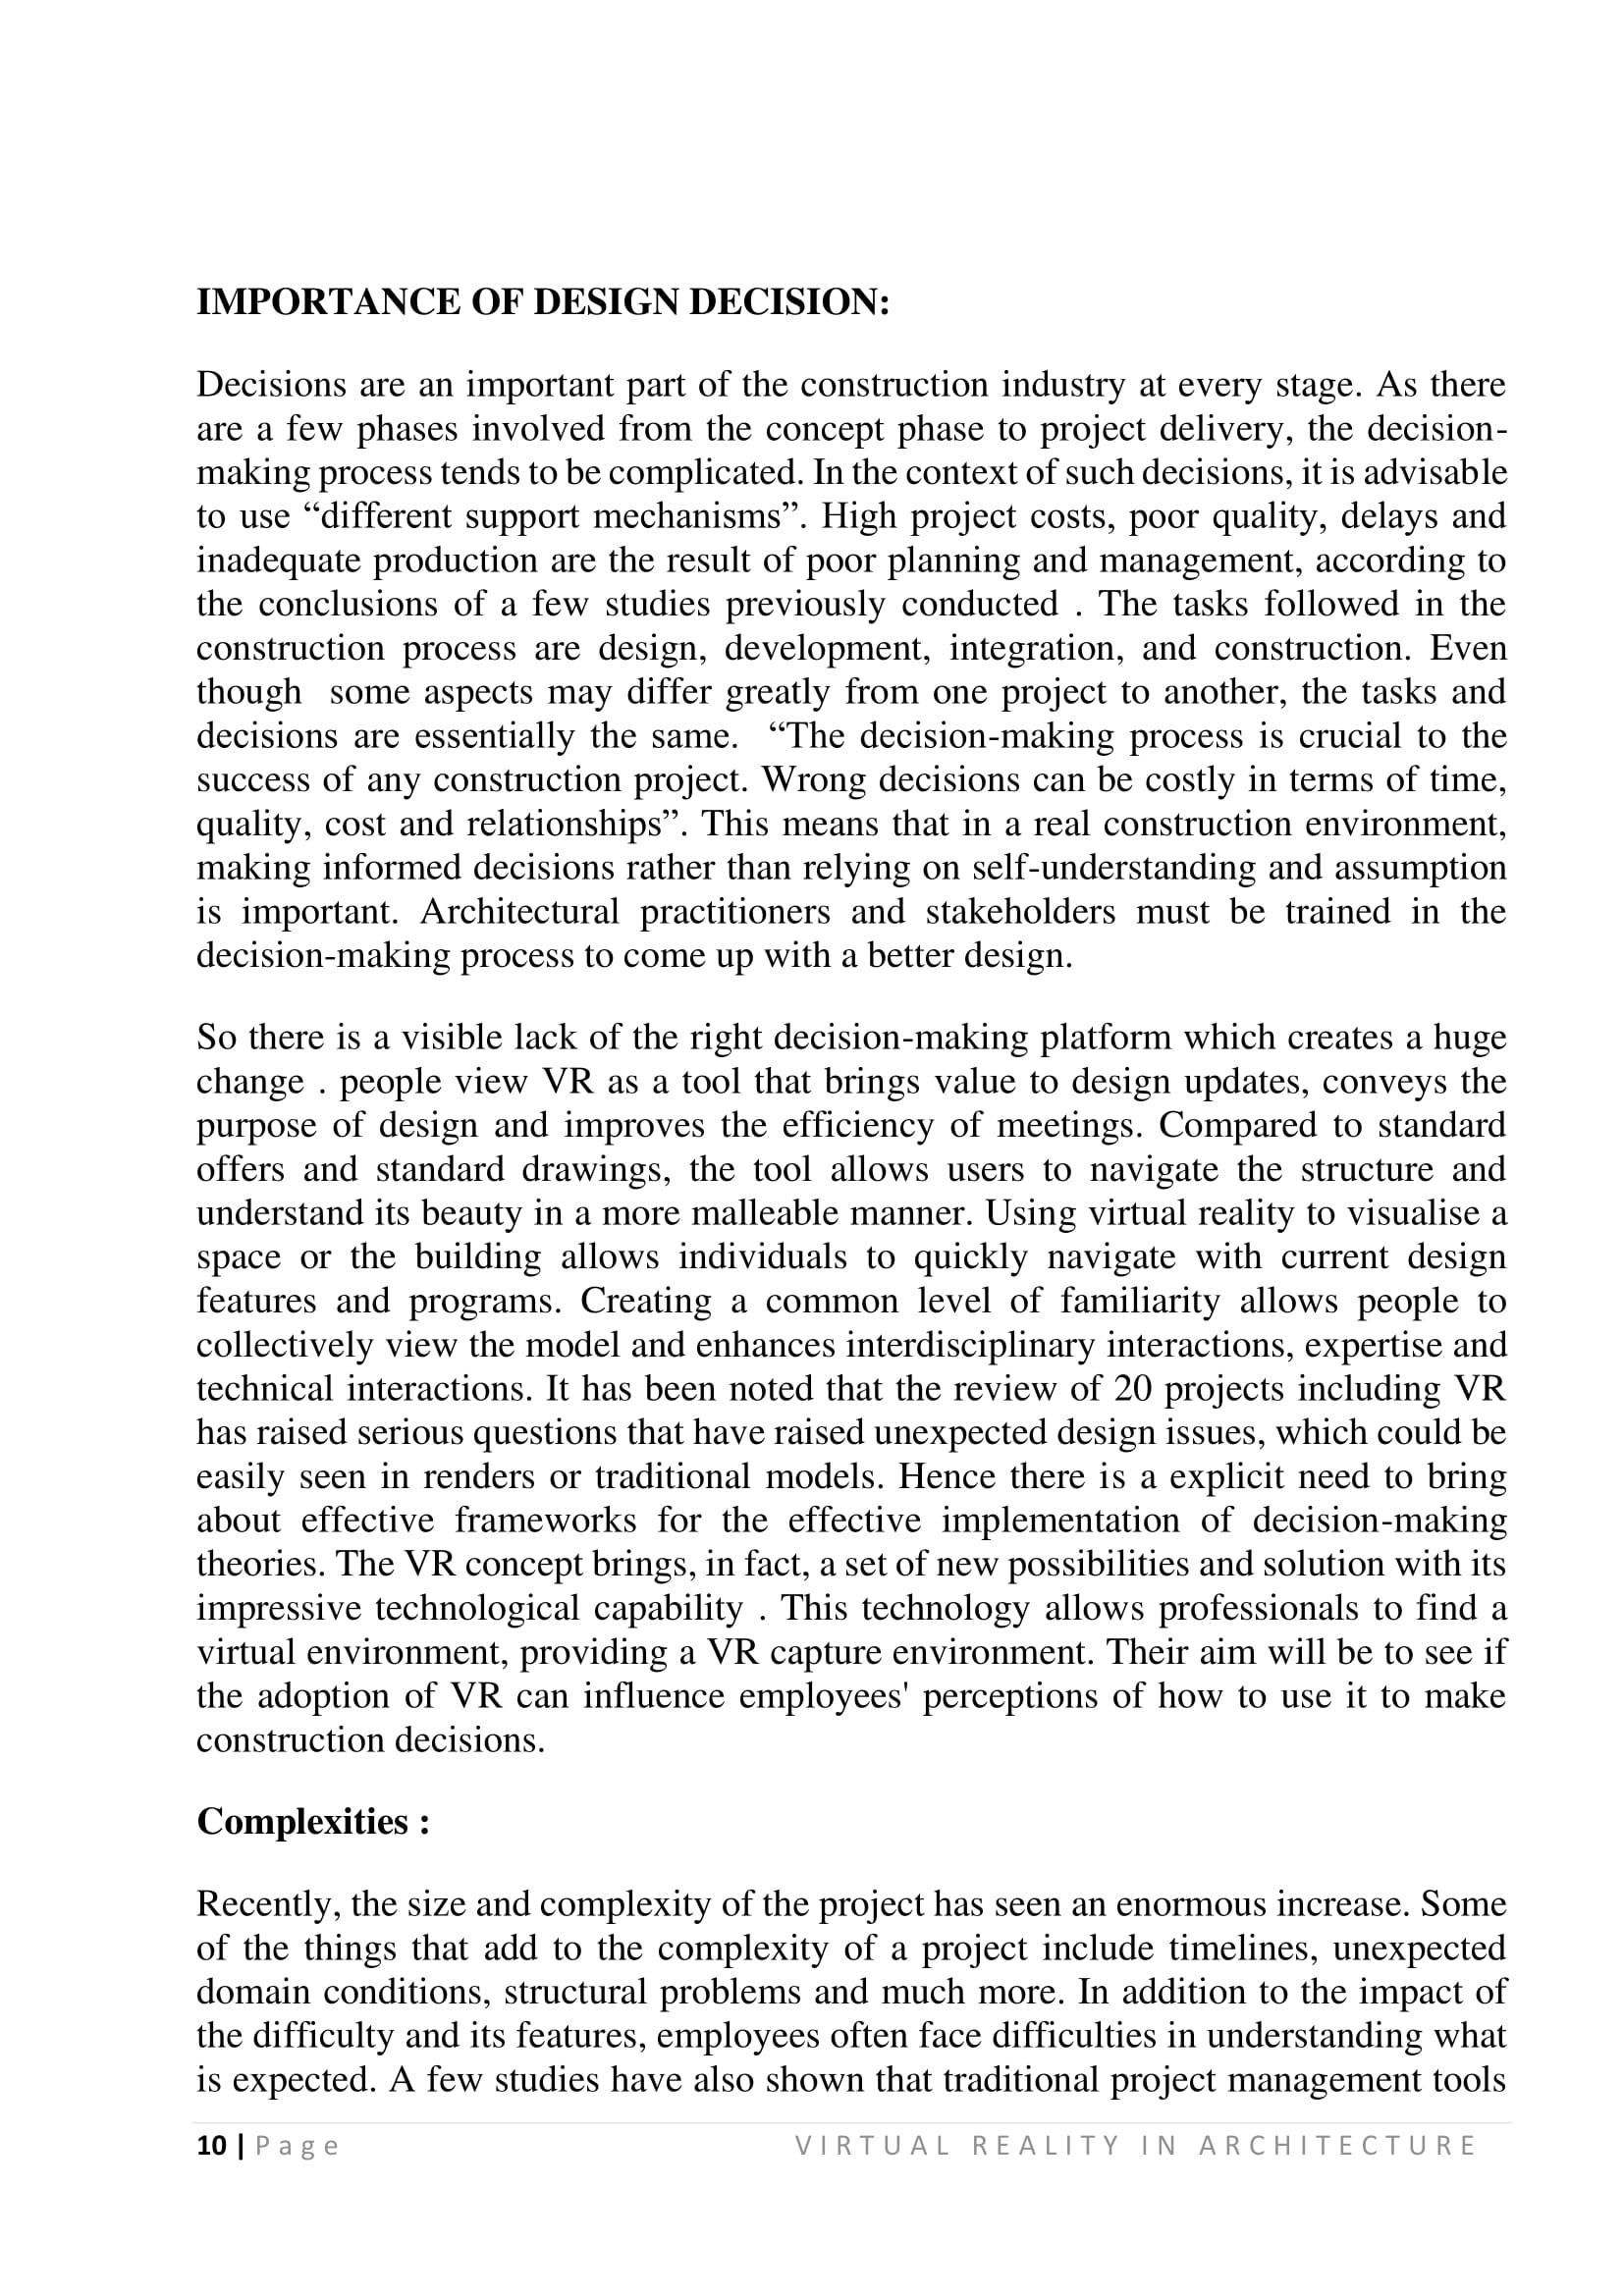 IMPORTANCE OF DESIGN DECISION:
Decisions are an important part of the construction industry at every stage. As there
are a few phases involved from the concept phase to project delivery, the decision-
making process tends to be complicated. In the context of such decisions, it is advisable
to use “different support mechanisms”. High project costs, poor quality, delays and
inadequate production are the result of poor planning and management, according to
the conclusions of a few studies previously conducted . The tasks followed in the
construction process are design, development, integration, and construction. Even
though  some aspects may differ greatly from one project to another, the tasks and
decisions are essentially the same.  “The decision-making process is crucial to the
success of any construction project. Wrong decisions can be costly in terms of time,
quality, cost and relationships”. This means that in a real construction environment,
making informed decisions rather than relying on self-understanding and assumption
is important. Architectural practitioners and stakeholders must be trained in the
decision-making process to come up with a better design.
So there is a visible lack of the right decision-making platform which creates a huge
change . people view VR as a tool that brings value to design updates, conveys the
purpose of design and improves the efficiency of meetings. Compared to standard
offers and standard drawings, the tool allows users to navigate the structure and
understand its beauty in a more malleable manner. Using virtual reality to visualise a
space or the building allows individuals to quickly navigate with current design
features and programs. Creating a common level of familiarity allows people to
collectively view the model and enhances interdisciplinary interactions, expertise and
technical interactions. It has been noted that the review of 20 projects including VR
has raised serious questions that have raised unexpected design issues, which could be
easily seen in renders or traditional models. Hence there is a explicit need to bring
about effective frameworks for the effective implementation of decision-making
theories. The VR concept brings, in fact, a set of new possibilities and solution with its
impressive technological capability . This technology allows professionals to find a
virtual environment, providing a VR capture environment. Their aim will be to see if
the adoption of VR can influence employees' perceptions of how to use it to make
construction decisions.
Complexities :
Recently, the size and complexity of the project has seen an enormous increase. Some
of the things that add to the complexity of a project include timelines, unexpected
domain conditions, structural problems and much more. In addition to the impact of
the difficulty and its features, employees often face difficulties in understanding what
is expected. A few studies have also shown that traditional project management tools
10 | Page VIRTUAL REALITY IN ARCHITECTURE